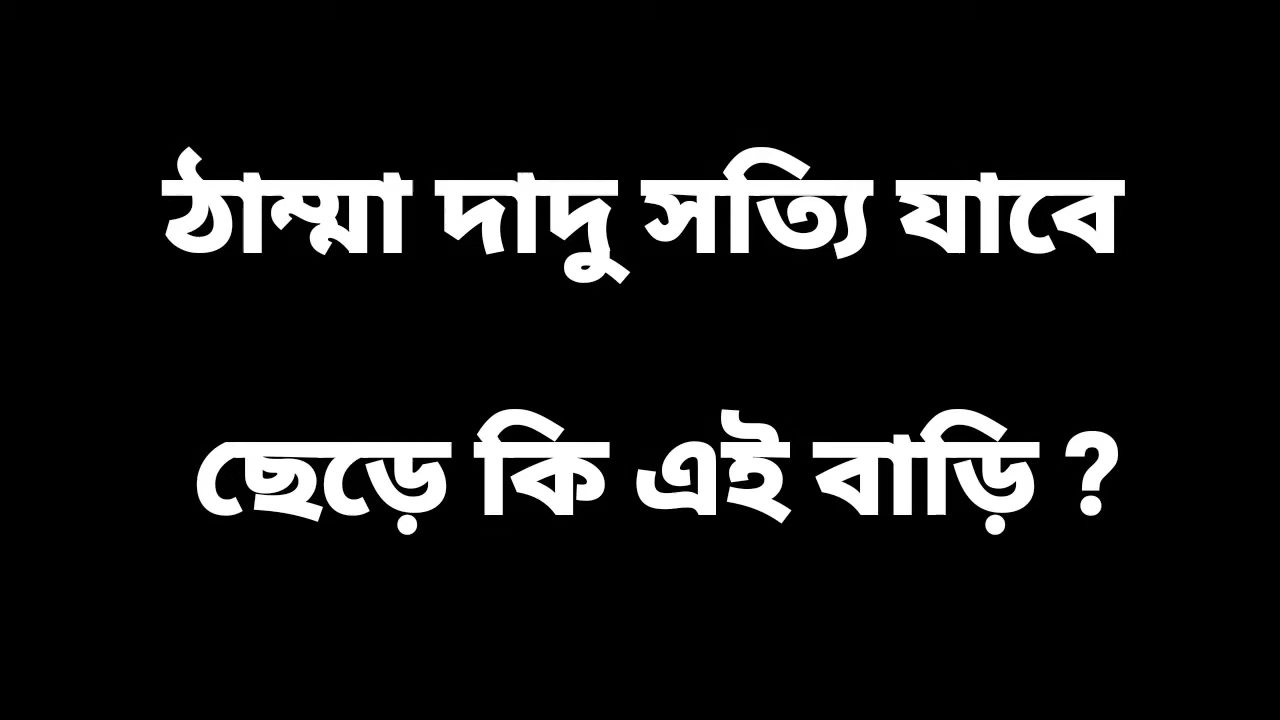 ঠাম্মা দাদু সত্যি যাবে
ছেড়ে কি এই বাড়ি ?